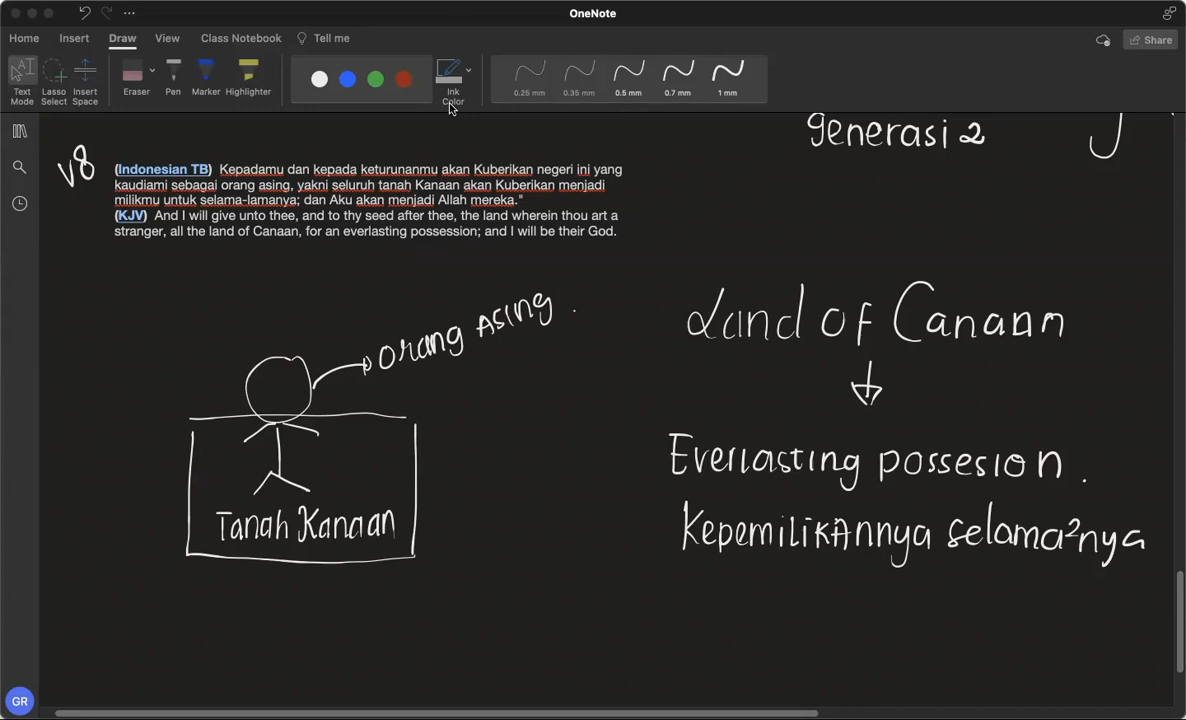 OneNote
Home Insert Draw View Class Notebook Tell me
Share
Text Mode
Lasso Select
Insert Space
Eraser
Pen
Marker
Highlighter
Ink Color
0.25 mm 0.35 mm 0.5 mm 0.7 mm 1 mm
generasi 2
v8
(Indonesian TB) Kepadamu dan kepada keturunanmu akan Kuberikan negeri ini yang
kaudiami sebagai orang asing, yakni seluruh tanah Kanaan akan Kuberikan menjadi
milikmu untuk selama-lamanya; dan Aku akan menjadi Allah mereka."
(KJV) And I will give unto thee, and to thy seed after thee, the land wherein thou art a
stranger, all the land of Canaan, for an everlasting possession; and I will be their God.
orang Asing
Land of Canaan
Everlasting possesion.
Kepemilikannya selama²nya
Tanah Kanaan
GR